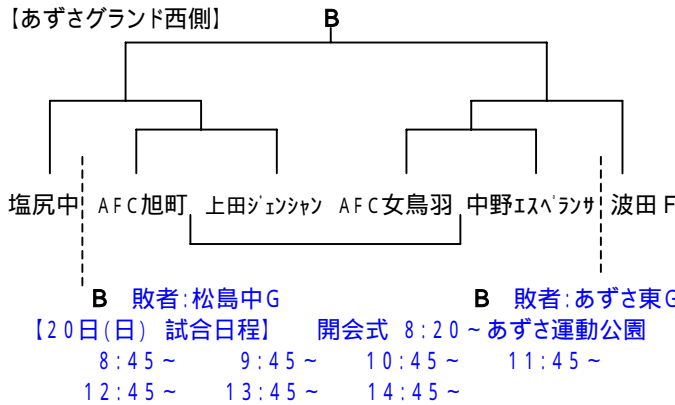 【あずさグランド西側】 B
塩尻中 AFC旭町 上田ジェンシャン AFC女鳥羽 中野エスペランサ 波田F
B 敗者:松島中G B 敗者:あずさ東G
【20日(日) 試合日程】 開会式 8:20~あずさ運動公園
8:45~ 9:45~ 10:45~ 11:45~
12:45~ 13:45~ 14:45~